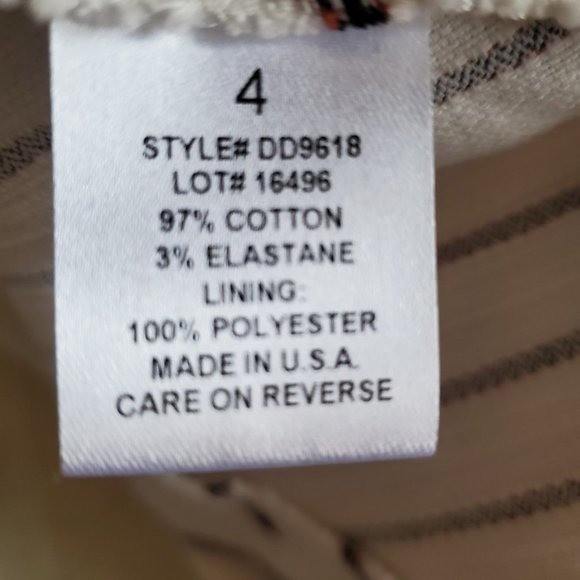 4
STYLE# DD9618
LOT# 16496
97% COTTON
3% ELASTANE
LINING:
100% POLYESTER
MADE IN U.S.A.
CARE ON REVERSE